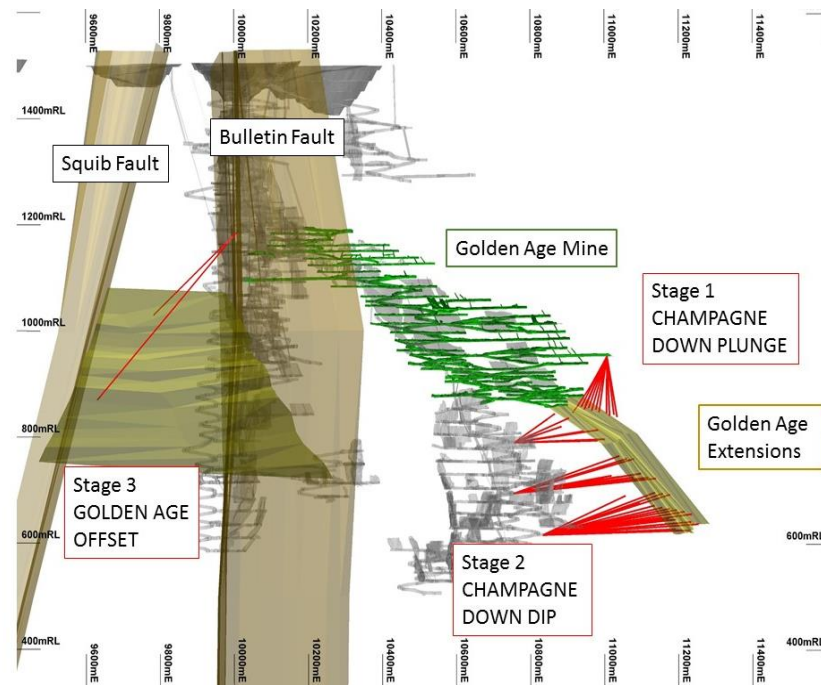 9600mE
9800mE
10000mE
10200mE
10400mE
10600mE
10800mE
11000mE
11200mE
11400mE
1400mRL
Bulletin Fault
Squib Fault
1200mRL
Golden Age Mine
Stage 1
CHAMPAGNE
DOWN PLUNGE
1000mRL
Golden Age
Extensions
800mRL
Stage 3
GOLDEN AGE
OFFSET
600mRL
600mRL
Stage 2
CHAMPAGNE
DOWN DIP
400mRL
400mRL
9600mE
9800mE
10000mE
10200mE
10400mE
10600mE
10800mE
11000mE
11200mE
11400mE